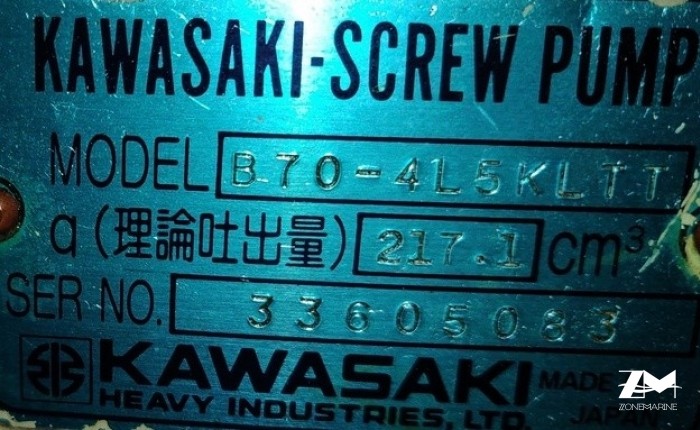 KAWASAKI-SCREW PUMP
MODEL B70-4L5KLTT
q (理論吐出量) 217.1 cm³
SER NO. 33605083
KAWASAKI MADE
HEAVY INDUSTRIES, LTD. JAPAN
ZM
ZONEMARINE